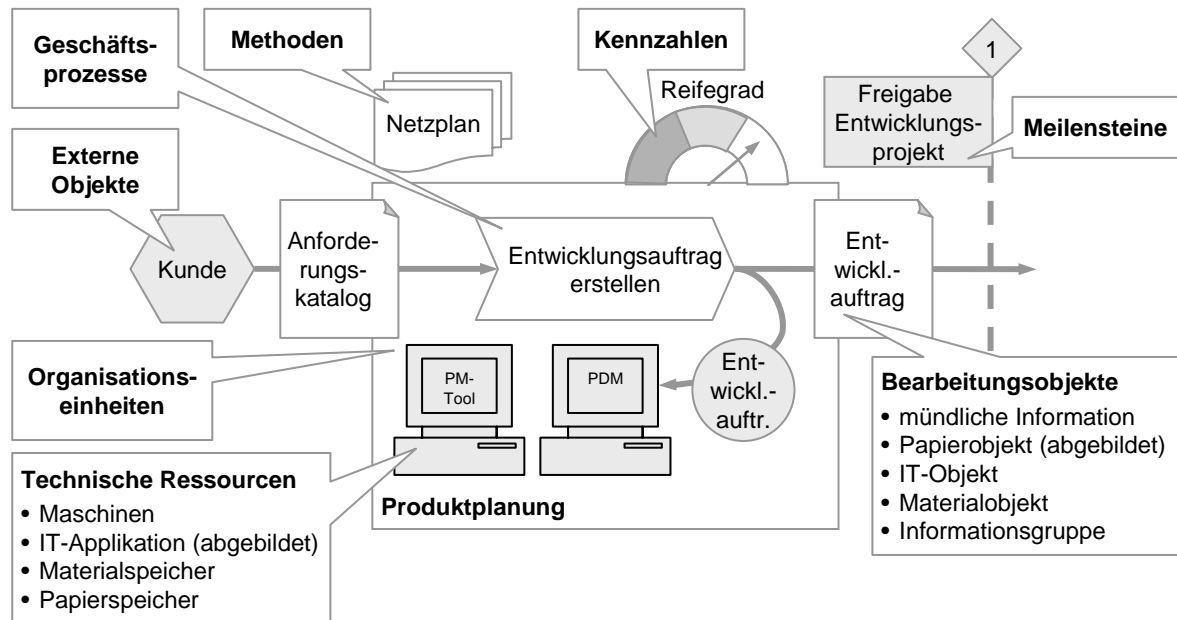 Geschäfts-
prozesse
Methoden
Kennzahlen
1
Netzplan
Reifegrad
Freigabe
Entwicklungs-
projekt
Meilensteine
Externe
Objekte
Kunde
Anforde-
rungs-
katalog
Entwicklungsauftrag
erstellen
Ent-
wickl.-
auftrag
Organisations-
einheiten
PM-
Tool
PDM
Ent-
wickl.-
auftr.
Produktplanung
Technische Ressourcen
• Maschinen
• IT-Applikation (abgebildet)
• Materialspeicher
• Papierspeicher
Bearbeitungsobjekte
• mündliche Information
• Papierobjekt (abgebildet)
• IT-Objekt
• Materialobjekt
• Informationsgruppe